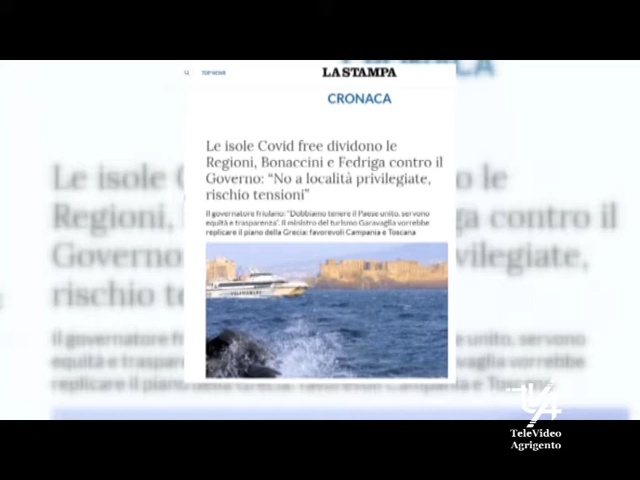 TOP NEWS
LA STAMPA
CRONACA
Le isole Covid free dividono le
Regioni, Bonaccini e Fedriga contro il
Governo: “No a località privilegiate,
rischio tensioni”
Il governatore friulano: “Dobbiamo tenere il Paese unito, servono
equità e trasparenza”. Il ministro del turismo Garavaglia vorrebbe
replicare il piano della Grecia: favorevoli Campania e Toscana
TVA
TeleVideo
Agrigento